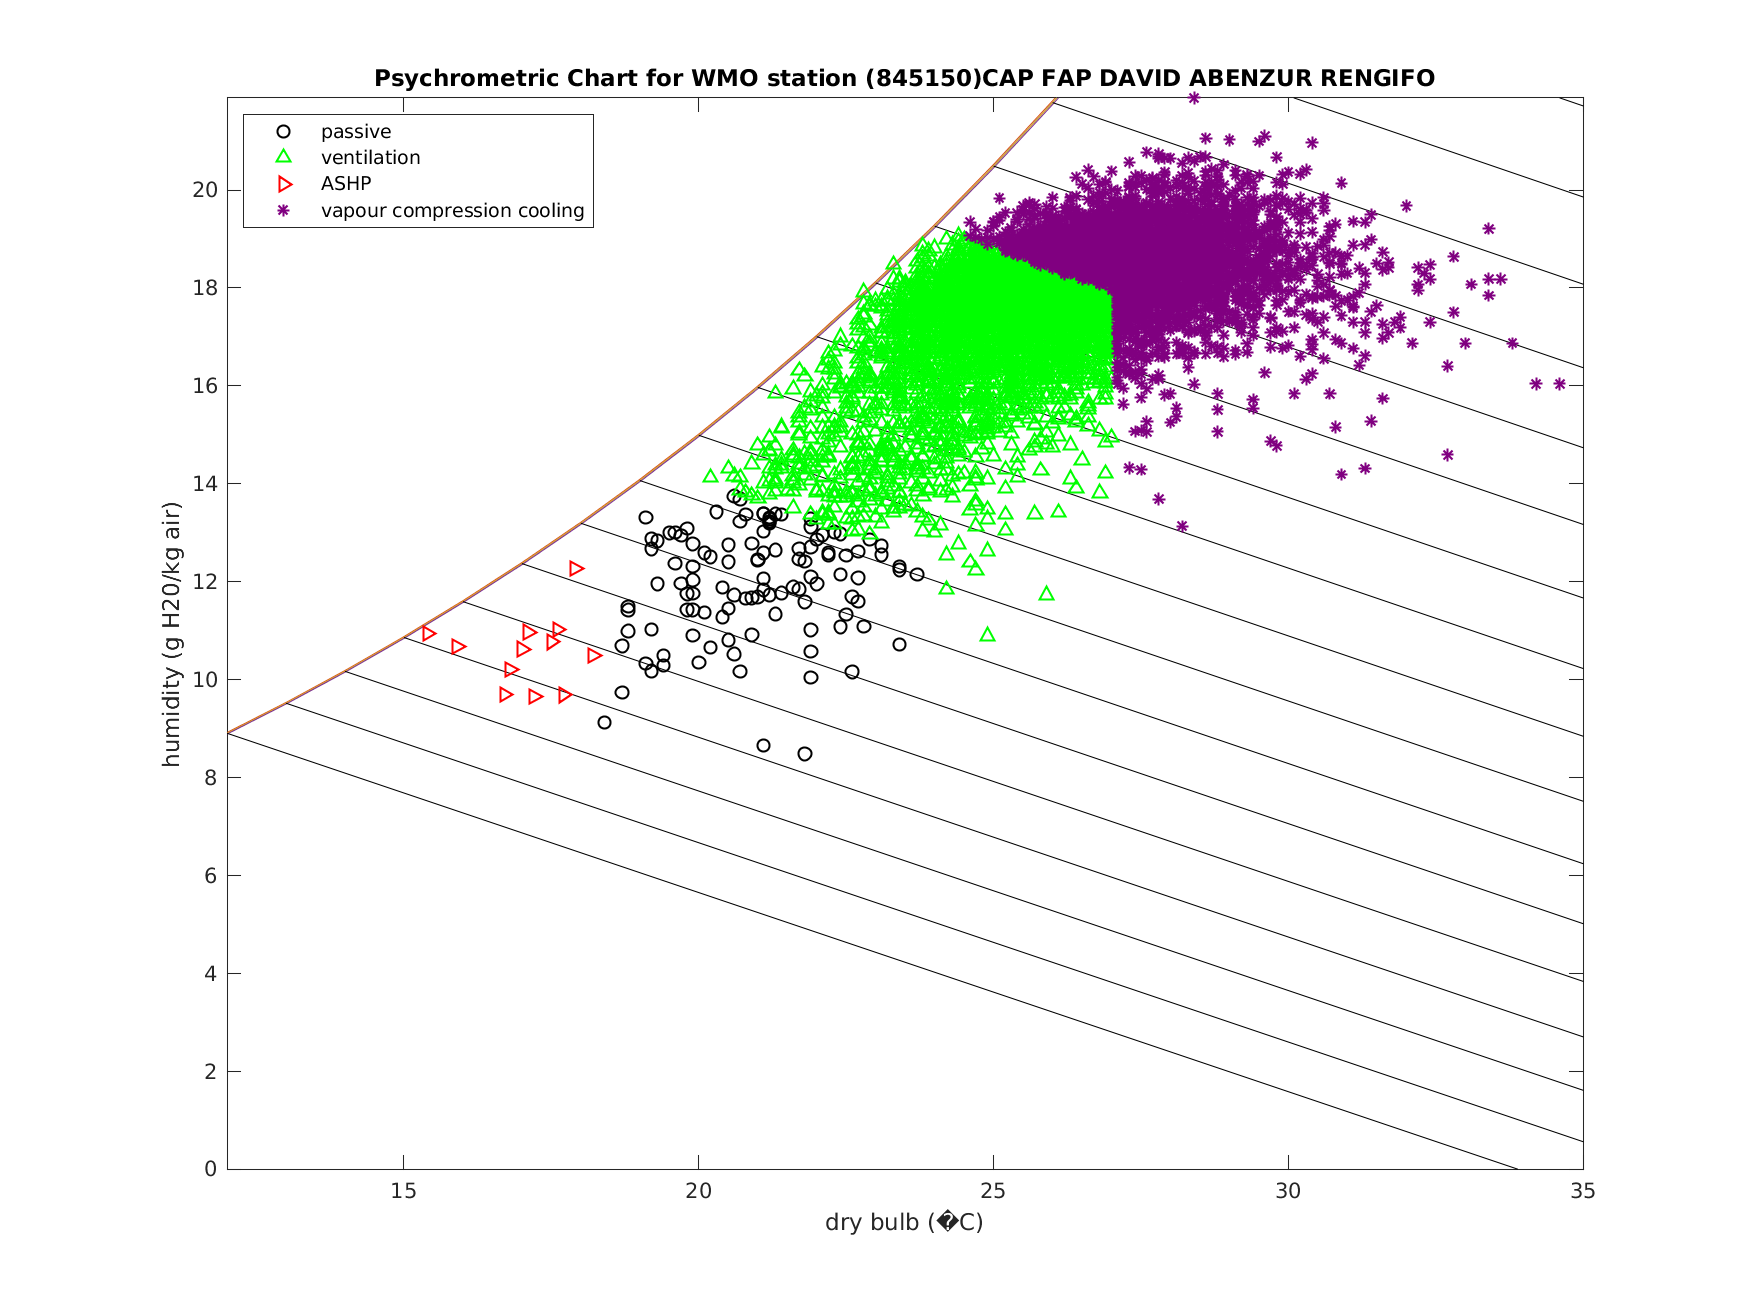 Psychrometric Chart for WMO station (845150)CAP FAP DAVID ABENZUR RENGIFO
passive
ventilation
ASHP
vapour compression cooling
humidity (g H20/kg air)
20
18
16
14
12
10
8
6
4
2
0
15
20
25
30
35
dry bulb (�C)